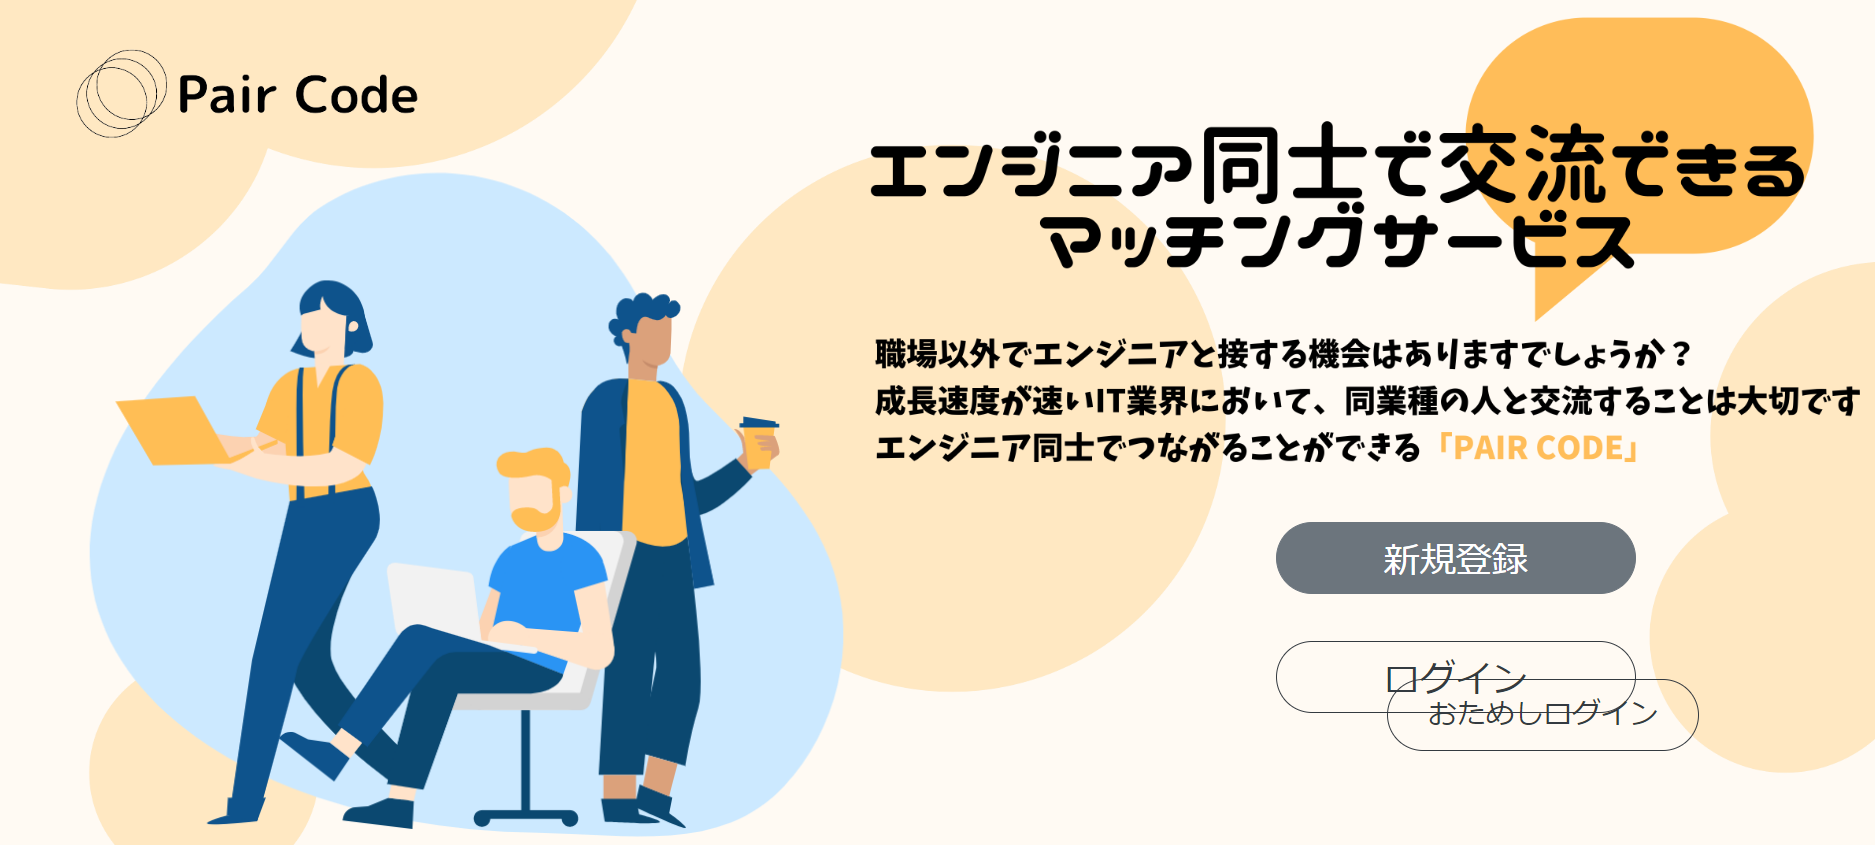 Pair Code
エンジニア同士で交流できる
マッチングサービス
職場以外でエンジニアと接する機会はありますでしょうか？
成長速度が速いIT業界において、同業種の人と交流することは大切です
エンジニア同士でつながることができる「PAIR CODE」
新規登録
ログイン
おためしログイン